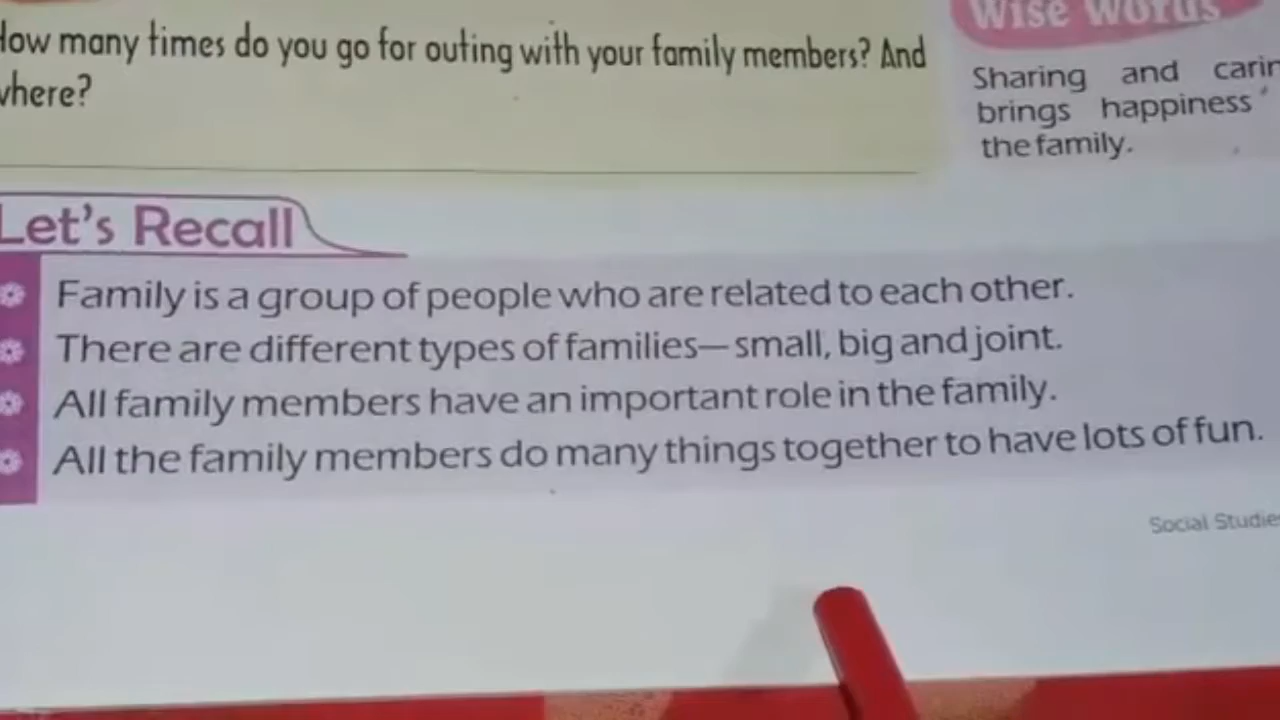 How many times do you go for outing with your family members? And
where?
Wise Words
Sharing and carin
brings happiness
the family.
Let's Recall
Family is a group of people who are related to each other.
There are different types of families—small, big and joint.
All family members have an important role in the family.
All the family members do many things together to have lots of fun.
Social Studies